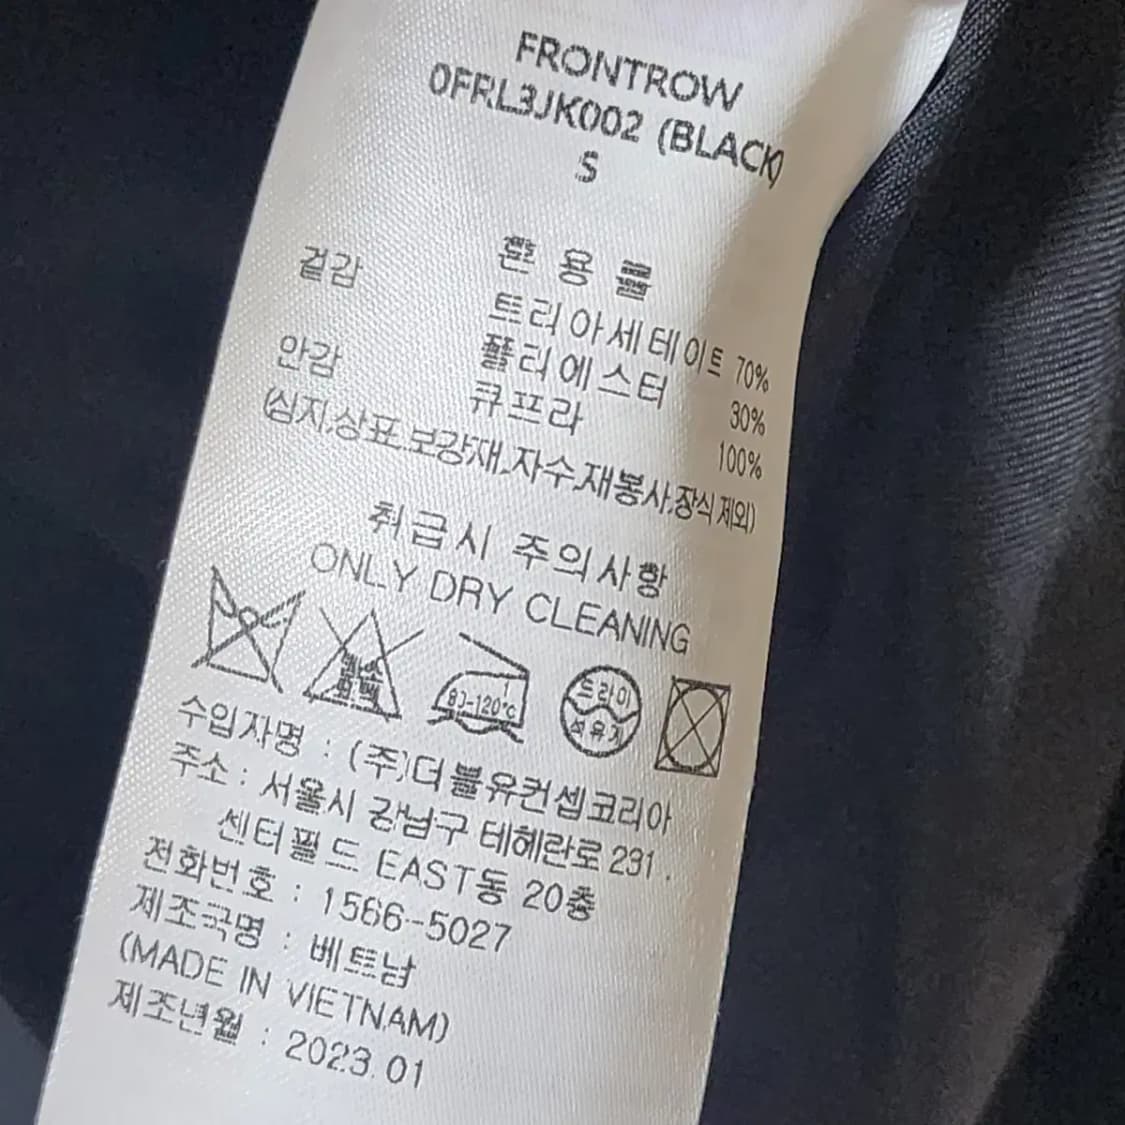 FRONTROW
0FRL3JK002 (BLACK)
S
혼 용 률
겉감 트리아세테이트 70%
폴리에스터 30%
안감 큐프라 100%
(심지,상표,보강재,자수,재봉사,장식 제외)
취급시 주의사항
ONLY DRY CLEANING
염소
표백
80-120℃
드라이
석유계
수입자명 : (주)더블유컨셉코리아
주소 : 서울시 강남구 테헤란로 231.
센터필드 EAST동 20층
전화번호 : 1566-5027
제조국명 : 베트남
(MADE IN VIETNAM)
제조년월 : 2023.01